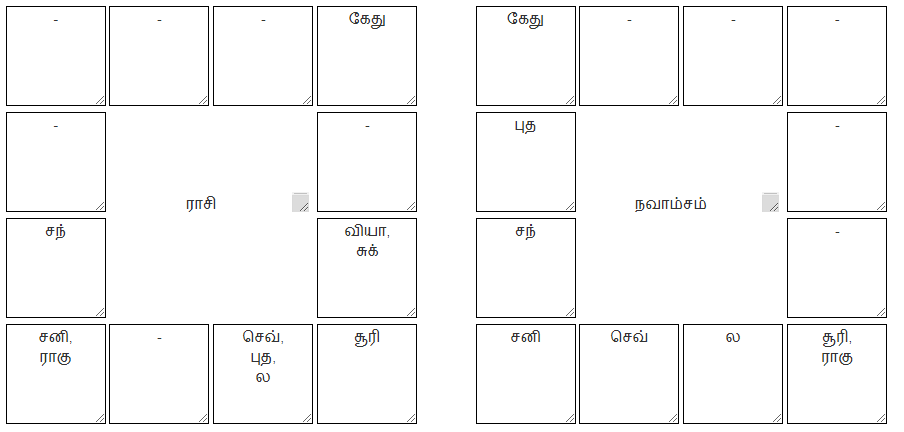 -
-
-
கேது
-
-
ராசி
சந்
வியா,
சுக்
சனி,
ராகு
-
செவ்,
புத,
ல
சூரி
கேது
-
-
-
புத
-
நவாம்சம்
சந்
-
சனி
செவ்
ல
சூரி,
ராகு